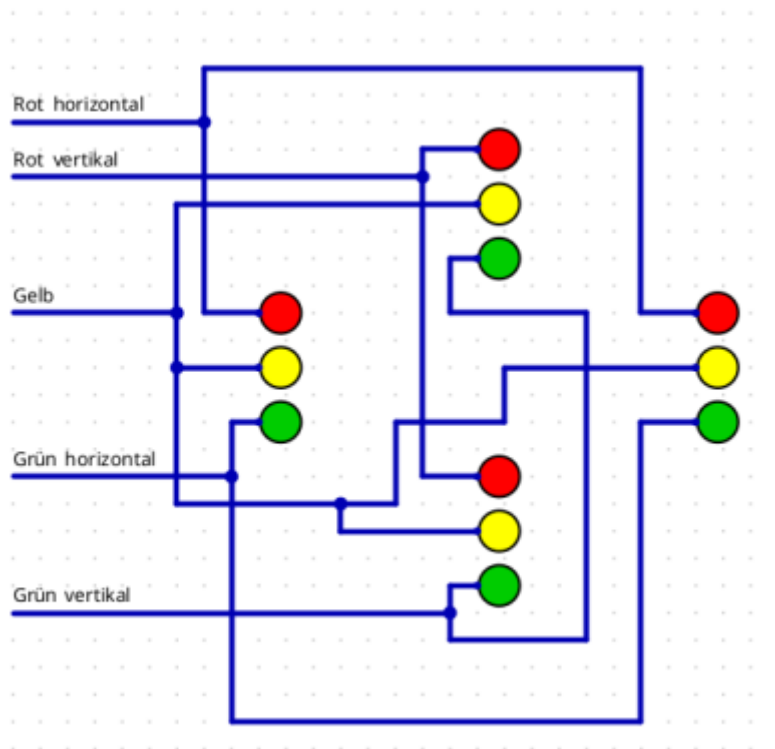 Rot horizontal
Rot vertikal
Gelb
Grün horizontal
Grün vertikal